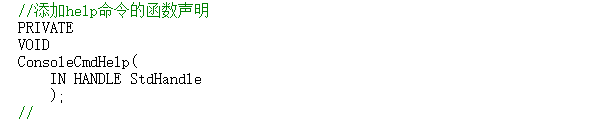 //添加help命令的函数声明
PRIVATE
VOID
ConsoleCmdHelp(
    IN HANDLE StdHandle
    );
//